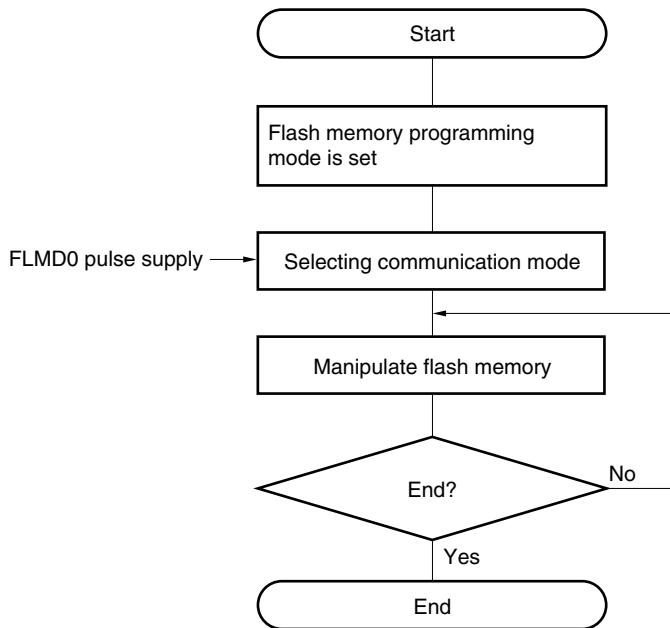 Start
Flash memory programming
mode is set
FLMD0 pulse supply
Selecting communication mode
Manipulate flash memory
End?
No
Yes
End